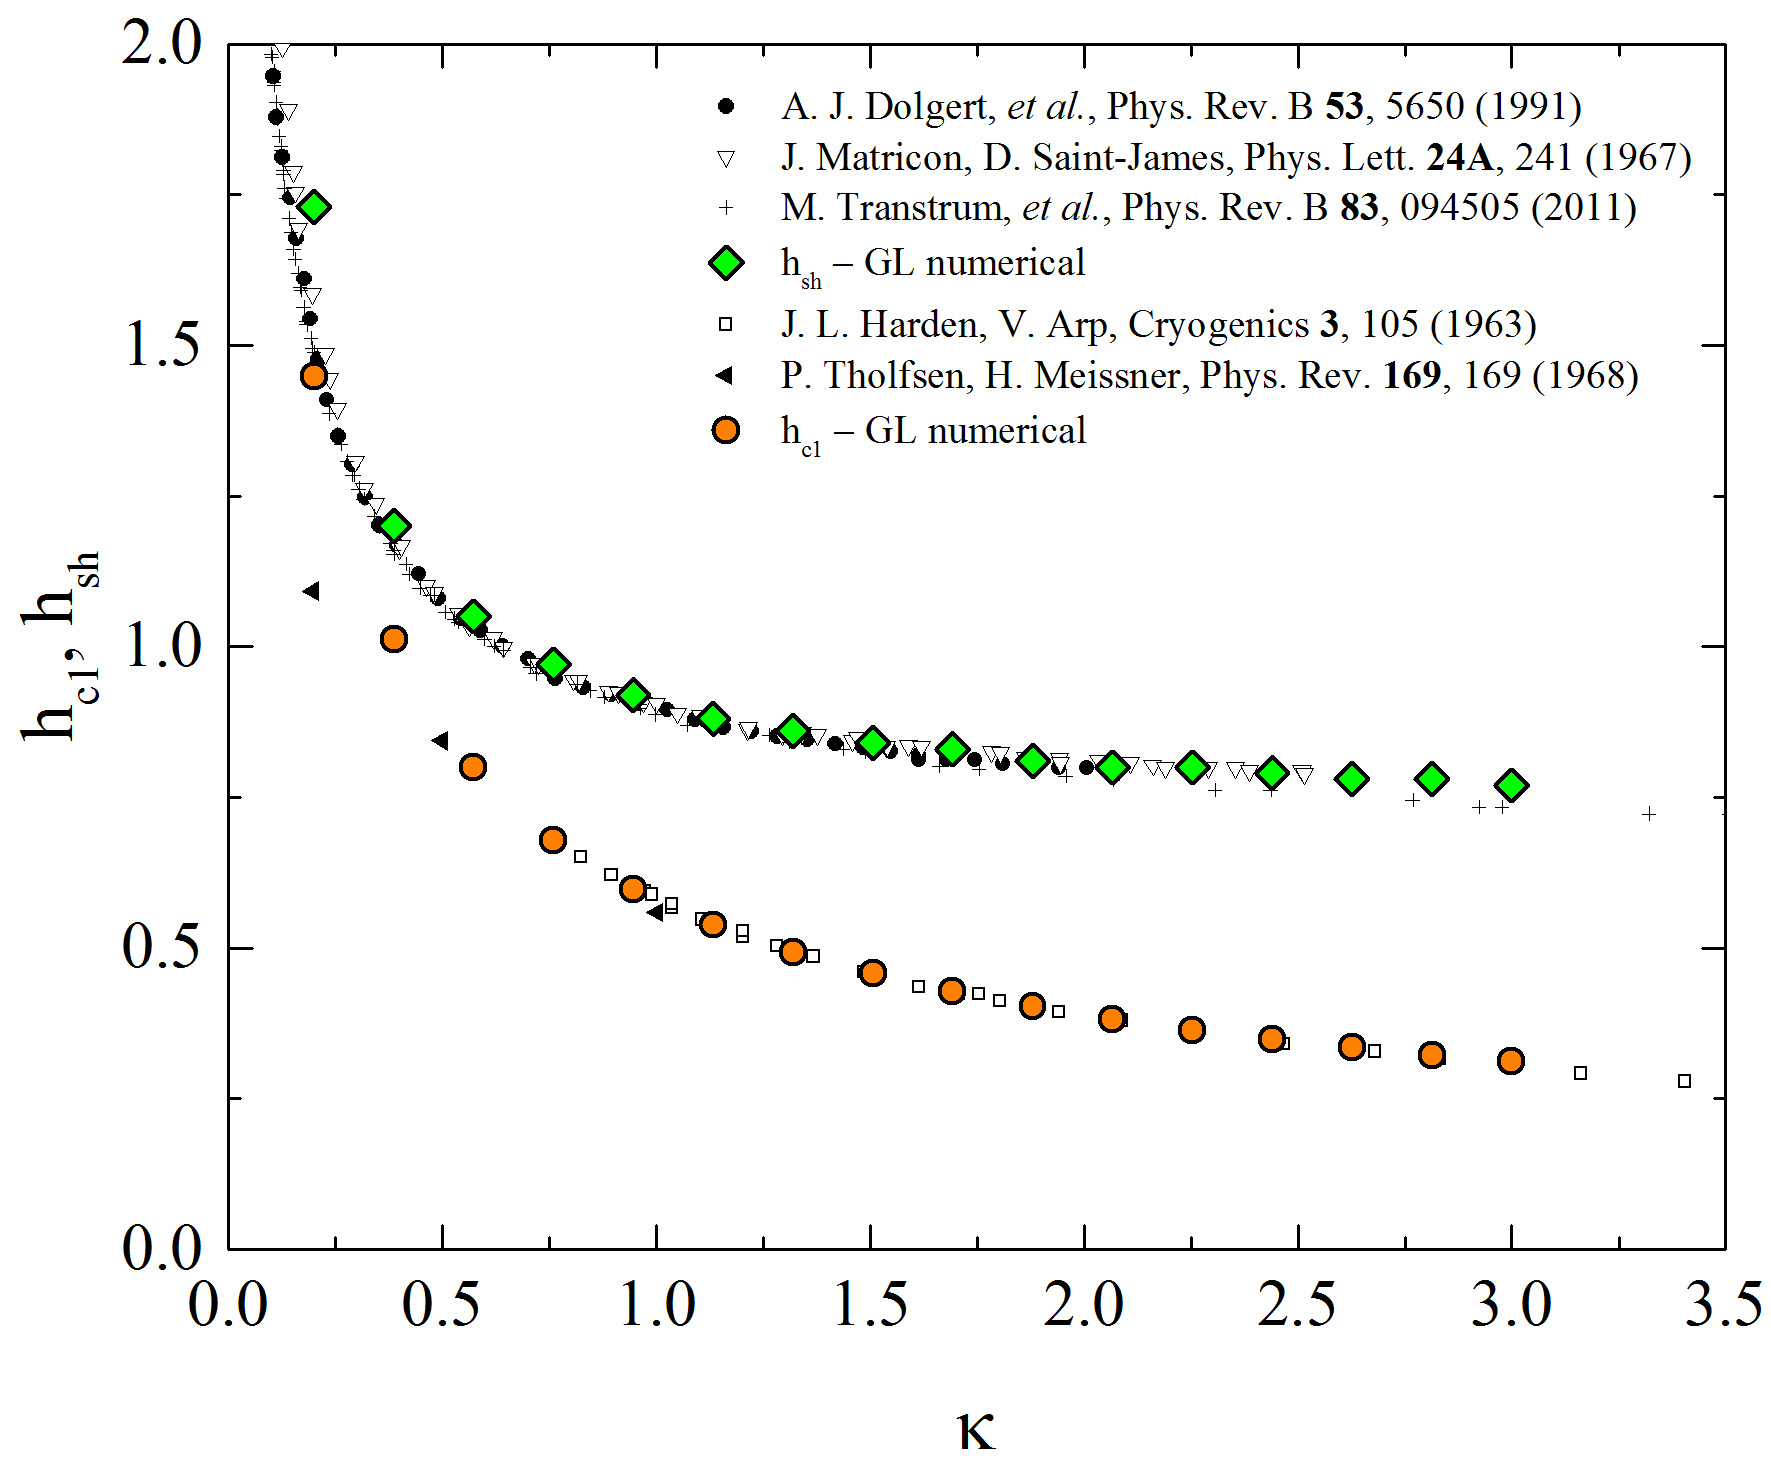 2.0
1.5
1.0
0.5
0.0
hc1, hsh
A. J. Dolgert, et al., Phys. Rev. B 53, 5650 (1991)
J. Matricon, D. Saint-James, Phys. Lett. 24A, 241 (1967)
M. Transtrum, et al., Phys. Rev. B 83, 094505 (2011)
hsh – GL numerical
J. L. Harden, V. Arp, Cryogenics 3, 105 (1963)
P. Tholfsen, H. Meissner, Phys. Rev. 169, 169 (1968)
hc1 – GL numerical
0.0 0.5 1.0 1.5 2.0 2.5 3.0 3.5
κ